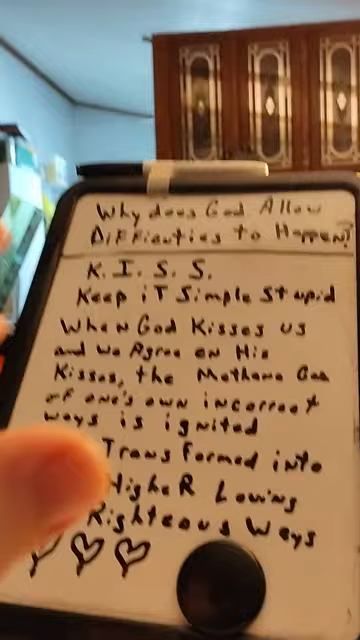 Why does God Allow
Difficulties to Happen?
K. I. S. S.
Keep iT Simple Stupid
When God Kisses us
and we Agree on His
Kisses, the Methane Gas
of one's own incorrect
ways is ignited
Transformed into
Higher Loving
Righteous Ways